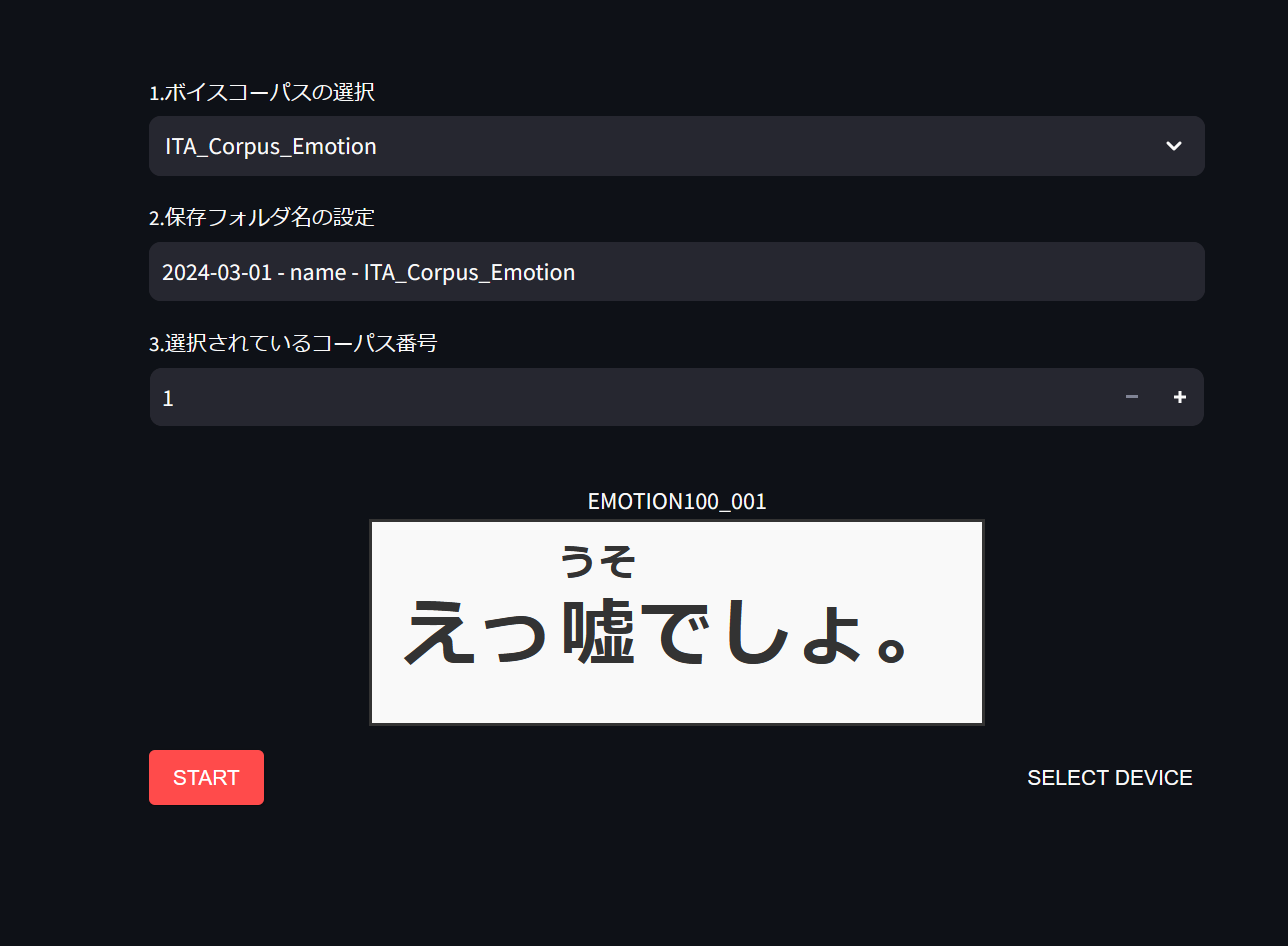 1.ボイスコーパスの選択
ITA_Corpus_Emotion
2.保存フォルダ名の設定
2024-03-01 - name - ITA_Corpus_Emotion
3.選択されているコーパス番号
1
EMOTION100_001
うそ
えっ嘘でしょ。
START
SELECT DEVICE